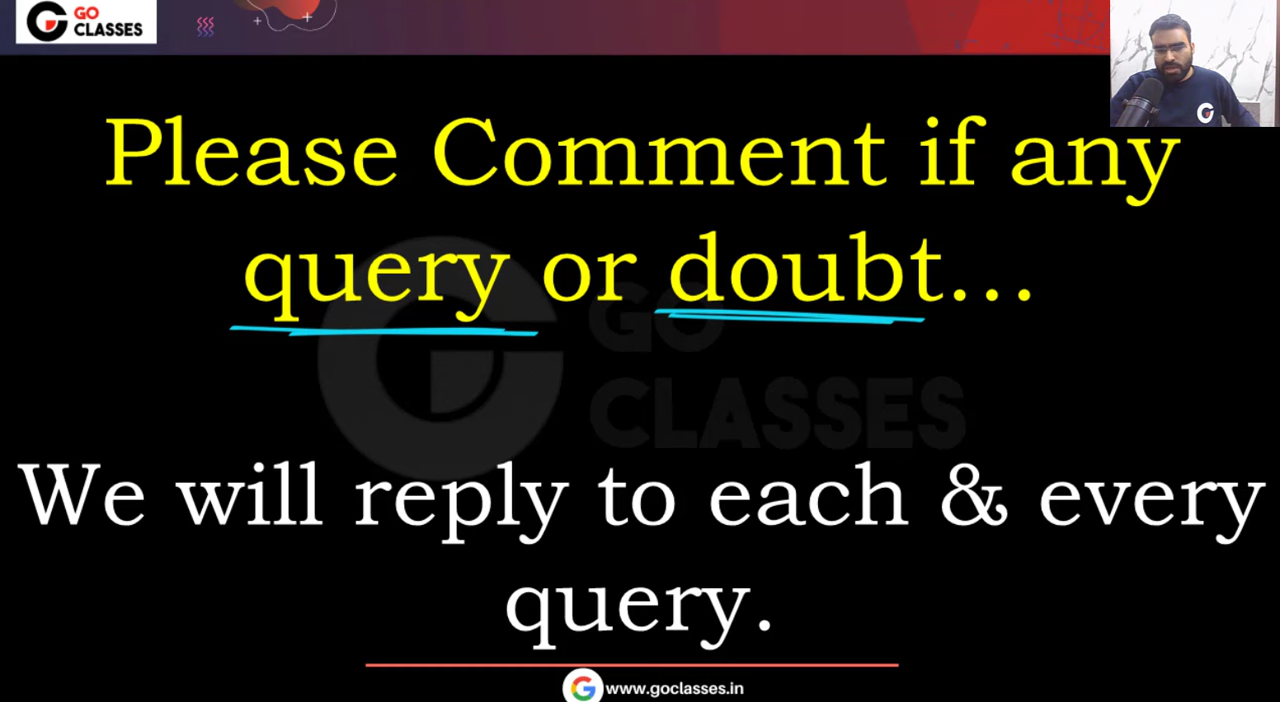 GO
CLASSES
Please Comment if any
query or doubt...
GO
CLASSES
We will reply to each & every
query.
www.goclasses.in